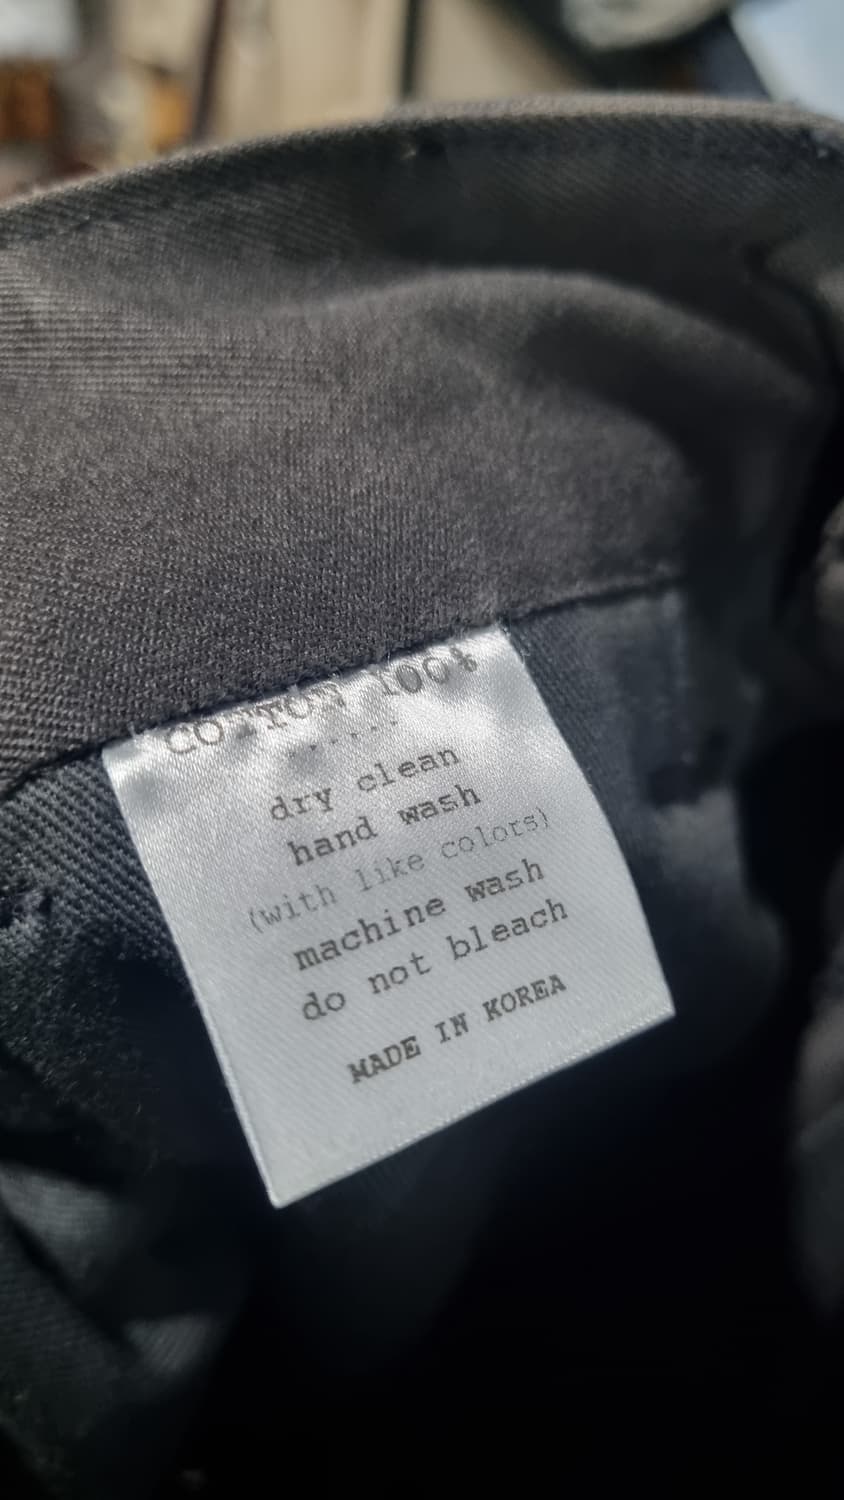 COTTON 100%
......
dry clean
hand wash
(with like colors)
machine wash
do not bleach
MADE IN KOREA